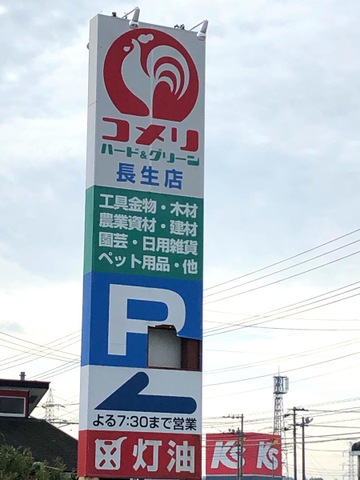 コメリ
ハード&グリーン
長生店
工具金物・木材
農業資材・建材
園芸・日用雑貨
ペット用品・他
P
よる7:30まで営業
灯油
K's K's